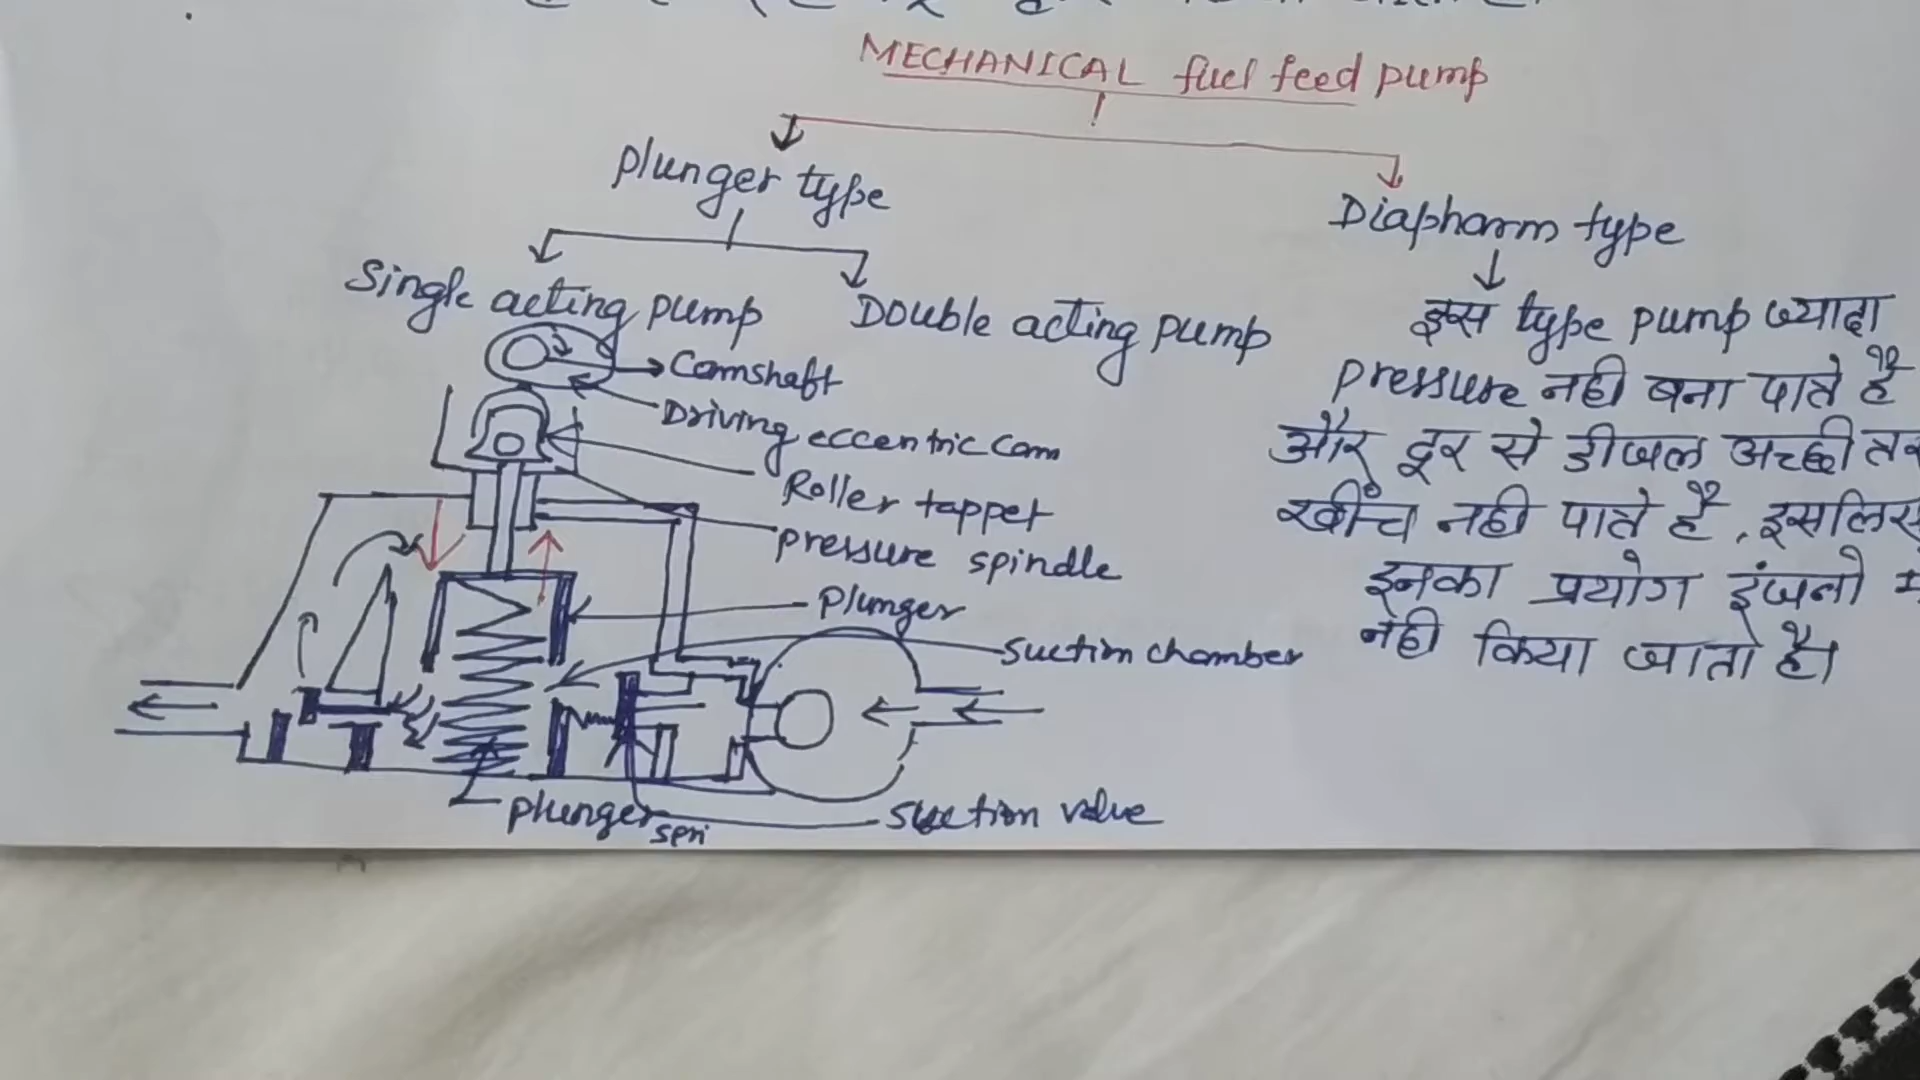 MECHANICAL fuel feed pump
plunger type
Diapharm type
Single acting pump
Double acting pump
इस type pump ज्यादा
pressure नही बना पाते है
और दूर से डीजल अच्छी
खींच नही पाते है, इसलिए
इनका प्रयोग इंजनो
नही किया जाता है।
Camshaft
Driving eccentric cam
Roller tappet
pressure spindle
plunger
suction chamber
plunger spri
suction valve